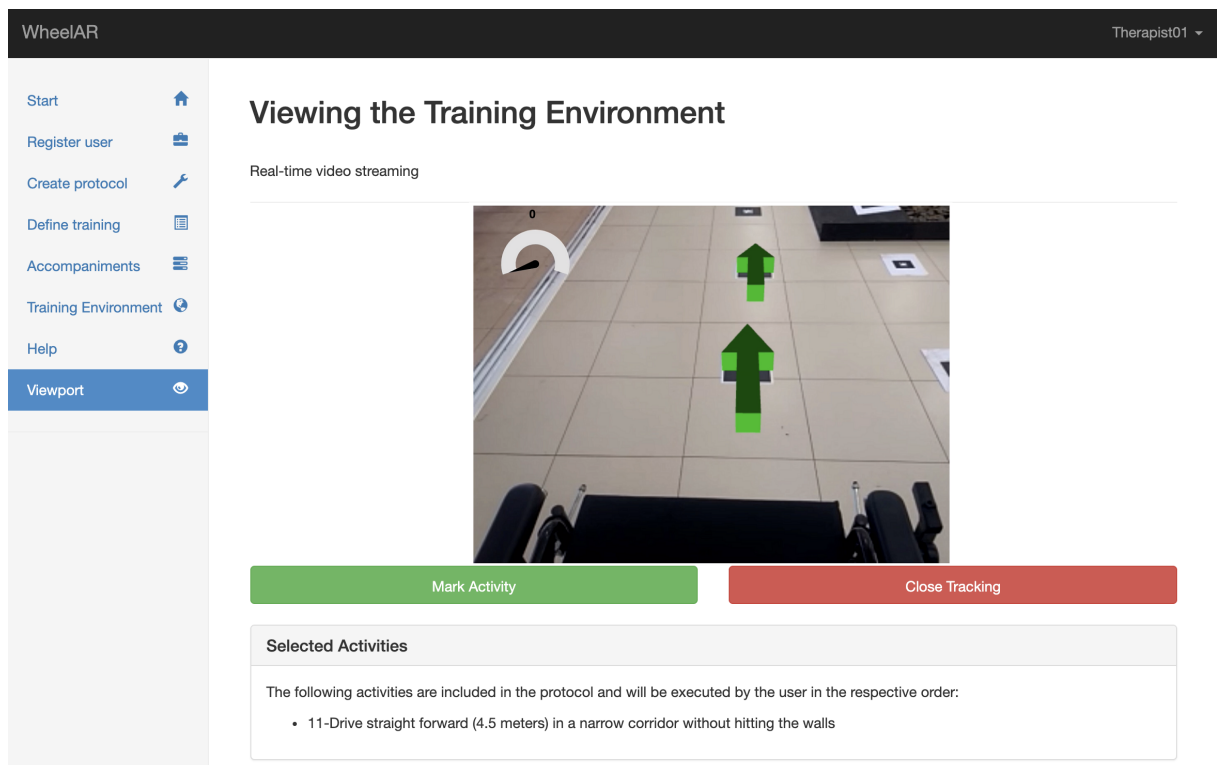 WheelAR
Therapist01
Start
Register user
Create protocol
Define training
Accompaniments
Training Environment
Help
Viewport
Viewing the Training Environment
Real-time video streaming
0
Mark Activity
Close Tracking
Selected Activities
The following activities are included in the protocol and will be executed by the user in the respective order:
• 11-Drive straight forward (4.5 meters) in a narrow corridor without hitting the walls